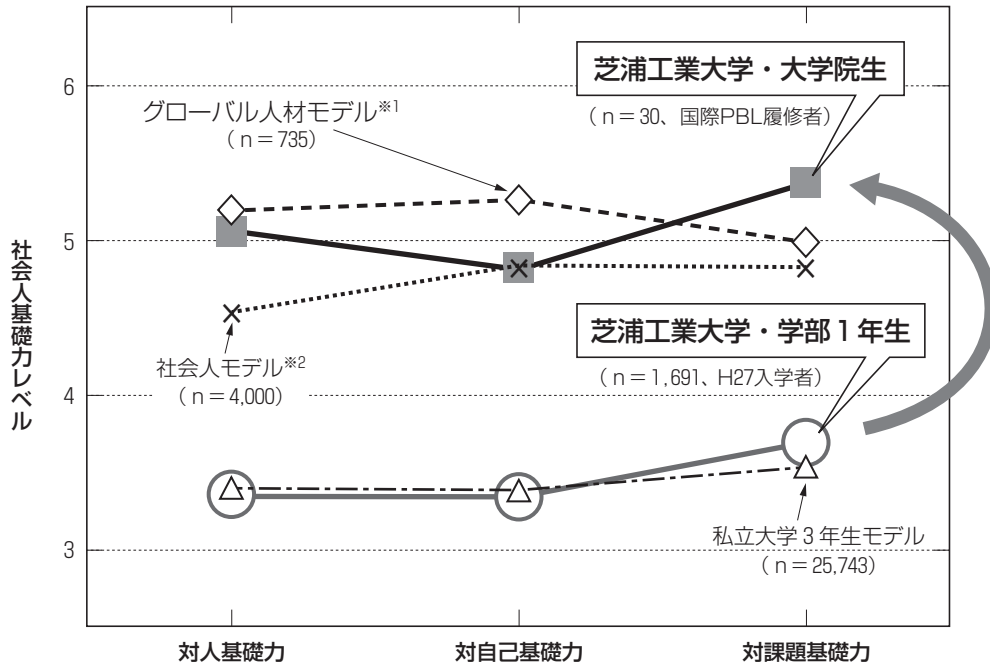 社会人基礎力レベル
6
5
4
3
グローバル人材モデル※1
(n=735)
芝浦工業大学・大学院生
(n=30、国際PBL履修者)
社会人モデル※2
(n=4,000)
芝浦工業大学・学部1年生
(n=1,691、H27入学者)
私立大学3年生モデル
(n=25,743)
対人基礎力
対自己基礎力
対課題基礎力